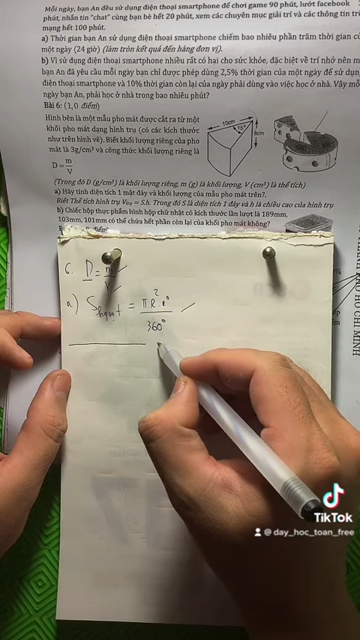 Mỗi ngày, bạn An đều sử dụng điện thoại smartphone để chơi game 90 phút, lướt facebook
phút, nhắn tin "chat" cùng bạn bè hết 20 phút, xem các chuyên mục giải trí và các thông tin trê
mạng hết 100 phút.
a) Thời gian bạn An sử dụng điện thoại smartphone chiếm bao nhiêu phần trăm thời gian c
một ngày (24 giờ) (làm tròn kết quả đến hàng đơn vị).
b) Vì sử dụng điện thoại smartphone nhiều rất có hại cho sức khỏe, đặc biệt về trí nhớ nên m
bạn An đã yêu cầu mỗi ngày bạn chỉ được phép dùng 2,5% thời gian của một ngày để sử dụn
điện thoại smartphone và 10% thời gian còn lại của ngày phải dùng vào việc học ở nhà. Vậy mỗ
ngày bạn An, phải học ở nhà trong bao nhiêu phút?
Bài 6: (1,0 điểm)
Hình bên là một mẫu pho mát được cắt ra từ một
khối pho mát dạng hình trụ (có các kích thước
như trên hình vẽ). Biết khối lượng riêng của pho
mát là 3g/cm³ và công thức khối lượng riêng là
D = m/V
10cm
15°
8cm
(Trong đó D (g/cm³) là khối lượng riêng, m (g) là khối lượng, V (cm³) là thể tích)
a) Hãy tính diện tích 1 mặt đáy và khối lượng của mẫu pho mát trên?.
Biết Thể tích hình trụ = S.h. Trong đó S là diện tích 1 đáy và h là chiều cao của hình trụ
b) Chiếc hộp thực phẩm hình hộp chữ nhật có kích thước lần lượt là 189mm,
103mm, 101mm có thể chứa hết phần còn lại của khối pho mát không?
6. D = m/V
a) S quạt = πR².n° / 360°
TikTok
@day_hoc_toan_free